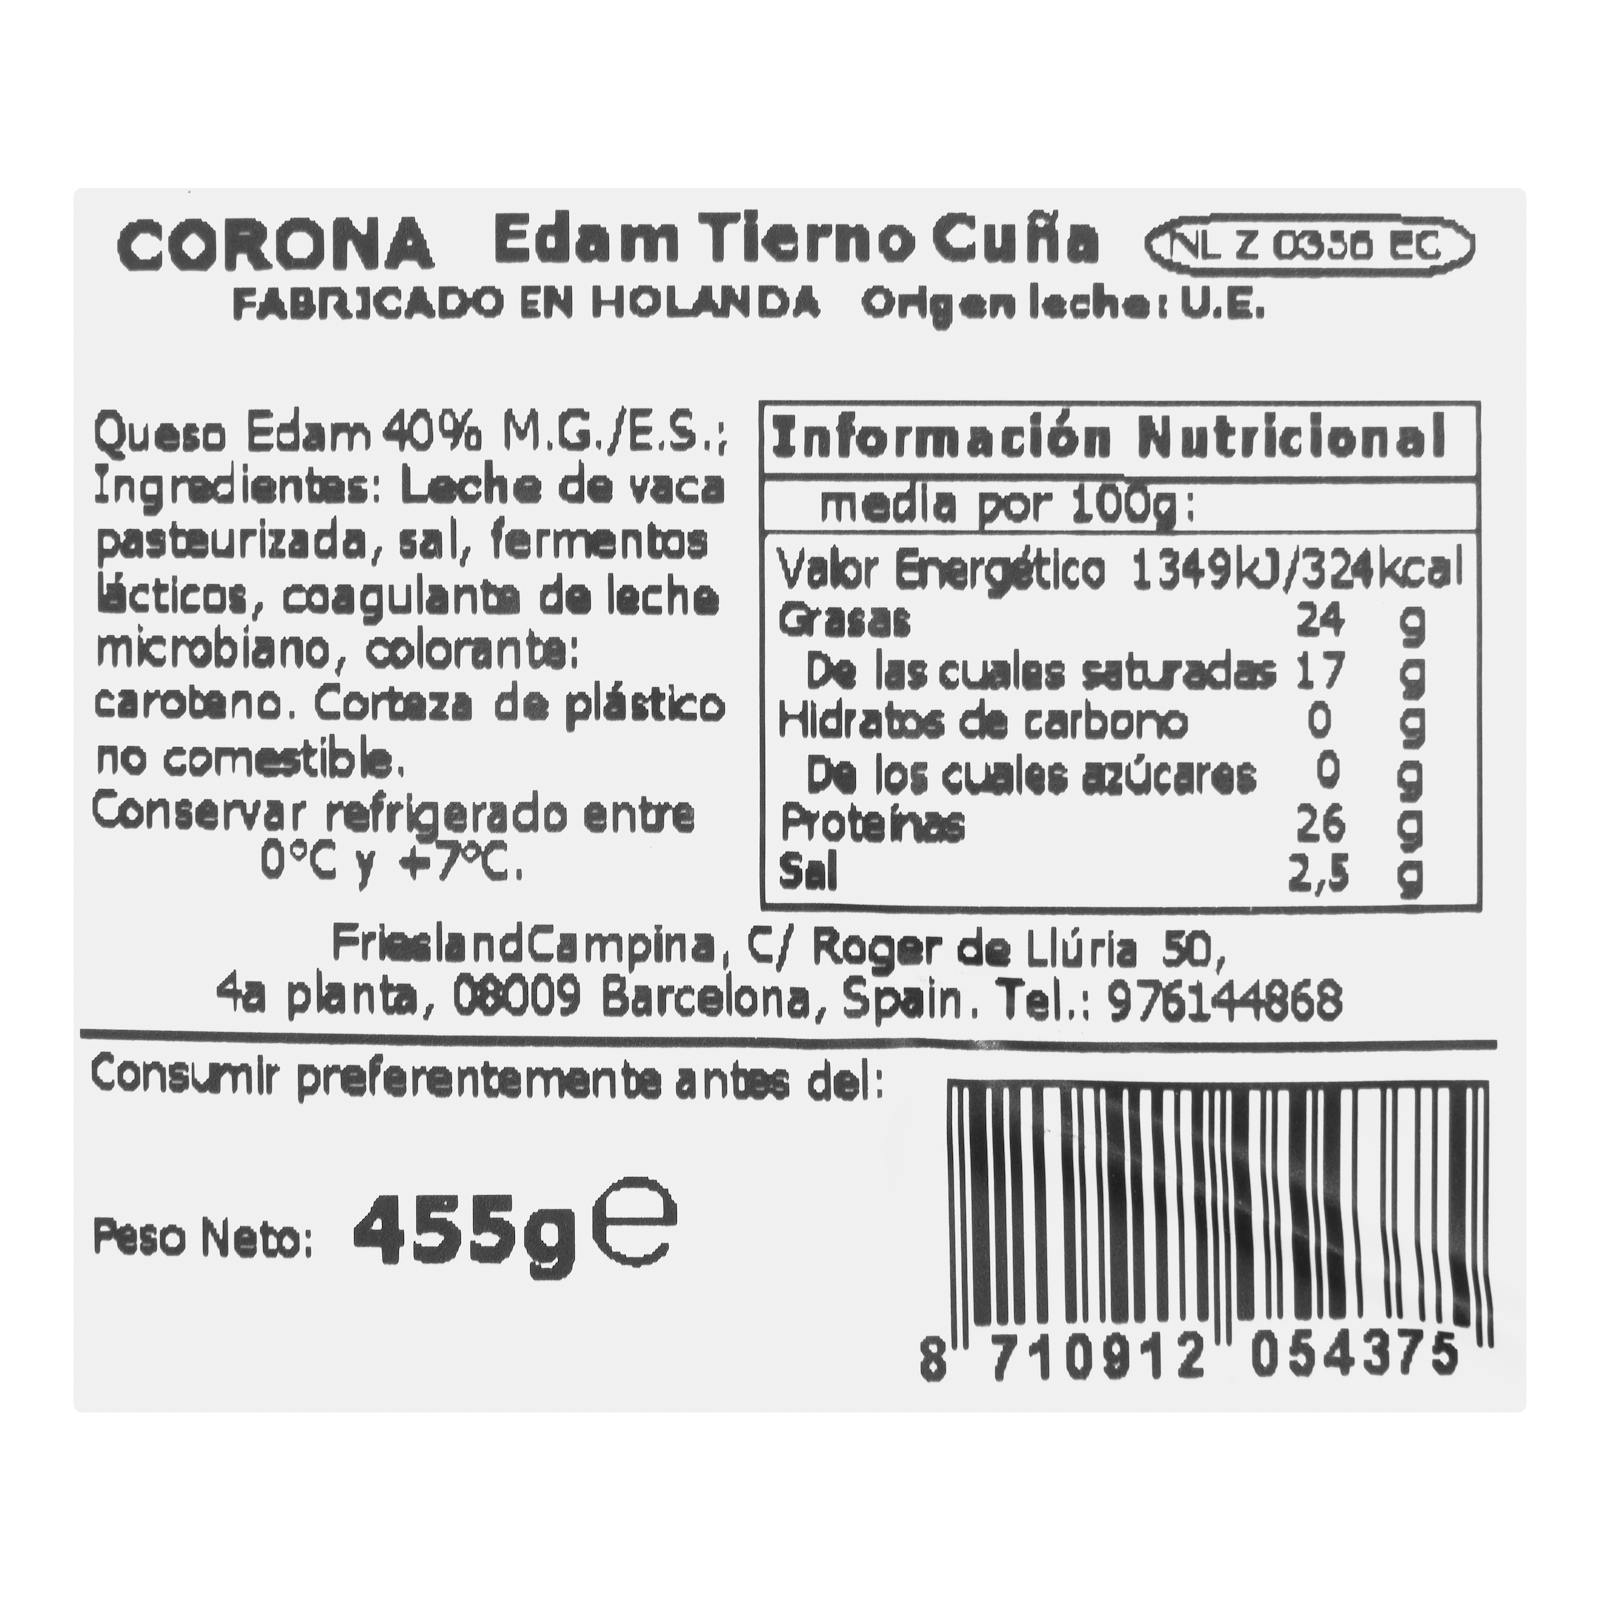 CORONA Edam Tierno Cuña NL Z 0356 EC
FABRICADO EN HOLANDA Origen leche: U.E.
Queso Edam 40% M.G./E.S.;
Ingredientes: Leche de vaca
pasteurizada, sal, fermentos
lácticos, coagulante de leche
microbiano, colorante:
caroteno. Corteza de plástico
no comestible.
Conservar refrigerado entre
0°C y +7°C.
Información Nutricional
media por 100g:
Valor Energético 1349kJ/324kcal
Grasas 24 g
De las cuales saturadas 17 g
Hidratos de carbono 0 g
De los cuales azúcares 0 g
Proteínas 26 g
Sal 2,5 g
FrieslandCampina, C/ Roger de Llúria 50,
4a planta, 08009 Barcelona, Spain. Tel.: 976144868
Consumir preferentemente antes del:
Peso Neto: 455g e
8 710912 054375